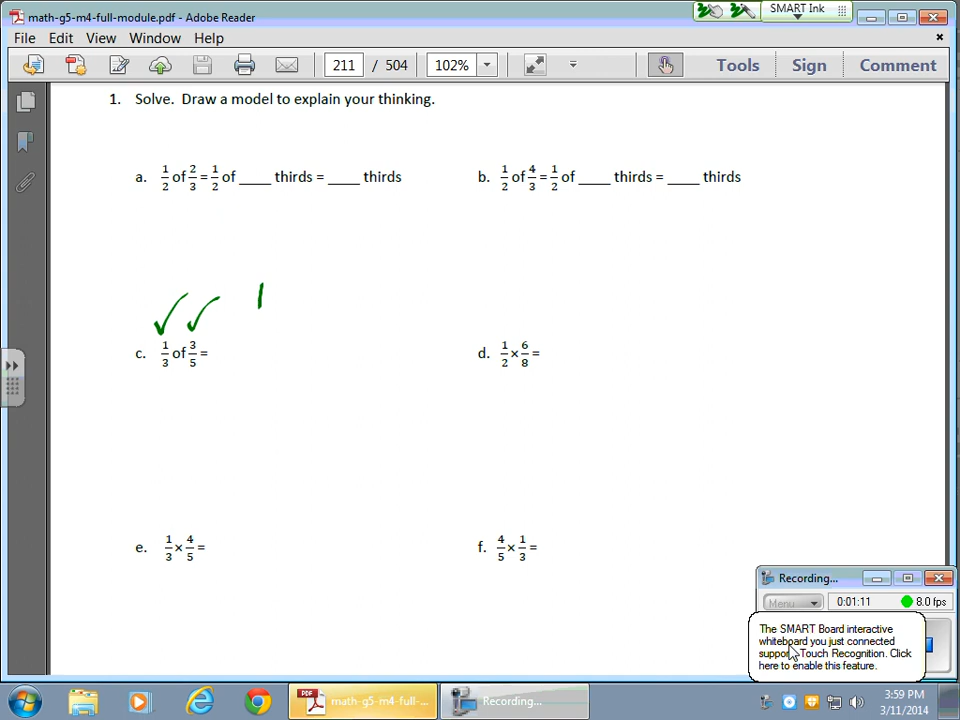 math-g5-m4-full-module.pdf - Adobe Reader
SMART Ink
File Edit View Window Help
211 / 504 102% Tools Sign Comment
1. Solve. Draw a model to explain your thinking.
a. 1/2 of 2/3 = 1/2 of ____ thirds = ____ thirds
b. 1/2 of 4/3 = 1/2 of ____ thirds = ____ thirds
✓ ✓ 1
c. 1/3 of 3/5 =
d. 1/2 × 6/8 =
e. 1/3 × 4/5 =
f. 4/5 × 1/3 =
Recording...
Menu 0:01:11 8.0 fps
The SMART Board interactive
whiteboard you just connected
supports Touch Recognition. Click
here to enable this feature.
math-g5-m4-full-...
Recording...
3:59 PM
3/11/2014